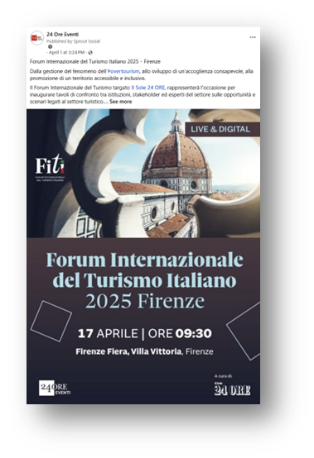 24 Ore Eventi
Published by Sprout Social
April 1 at 3:24 PM
Forum Internazionale del Turismo Italiano 2025 - Firenze
Dalla gestione del fenomeno dell'#overtourism, allo sviluppo di un'accoglienza consapevole, alla
promozione di un turismo accessibile e inclusivo.
Il Forum Internazionale del Turismo targato Il Sole 24 ORE, rappresenterà l'occasione per
inaugurare tavoli di confronto tra istituzioni, stakeholder ed esperti del settore sulle opportunità e
scenari legati al settore turistico... See more
LIVE & DIGITAL
Fiti
Forum Internazionale
del Turismo Italiano
2025 Firenze
17 APRILE | ORE 09:30
Firenze Fiera, Villa Vittoria, Firenze
A cura di
24 ORE
EVENTI
24 ORE